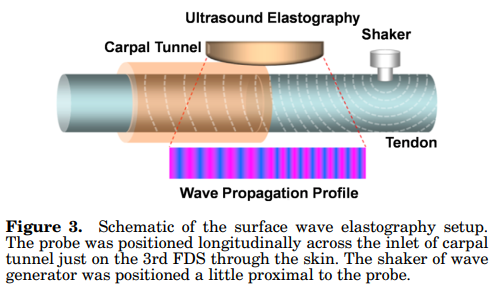 Ultrasound Elastography
Carpal Tunnel
Shaker
Tendon
Wave Propagation Profile
Figure 3. Schematic of the surface wave elastography setup.
The probe was positioned longitudinally across the inlet of carpal
tunnel just on the 3rd FDS through the skin. The shaker of wave
generator was positioned a little proximal to the probe.